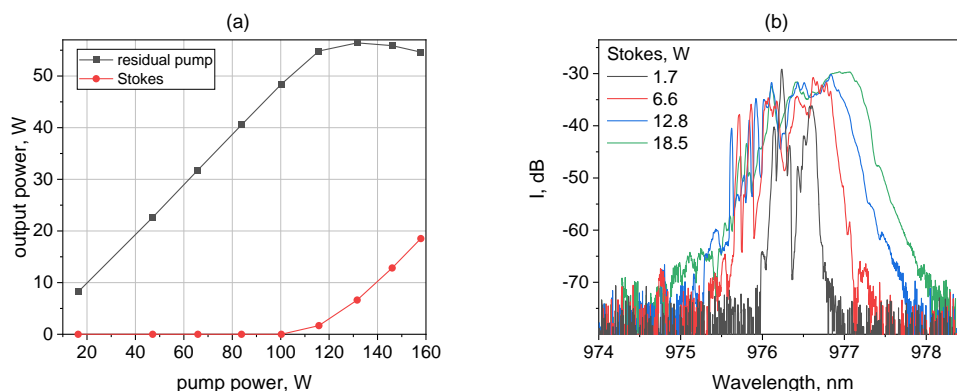 (a)
residual pump
Stokes
50
40
30
20
10
0
20 40 60 80 100 120 140 160
output power, W
pump power, W
(b)
Stokes, W
1.7
6.6
12.8
18.5
-30
-40
-50
-60
-70
974 975 976 977 978
I, dB
Wavelength, nm